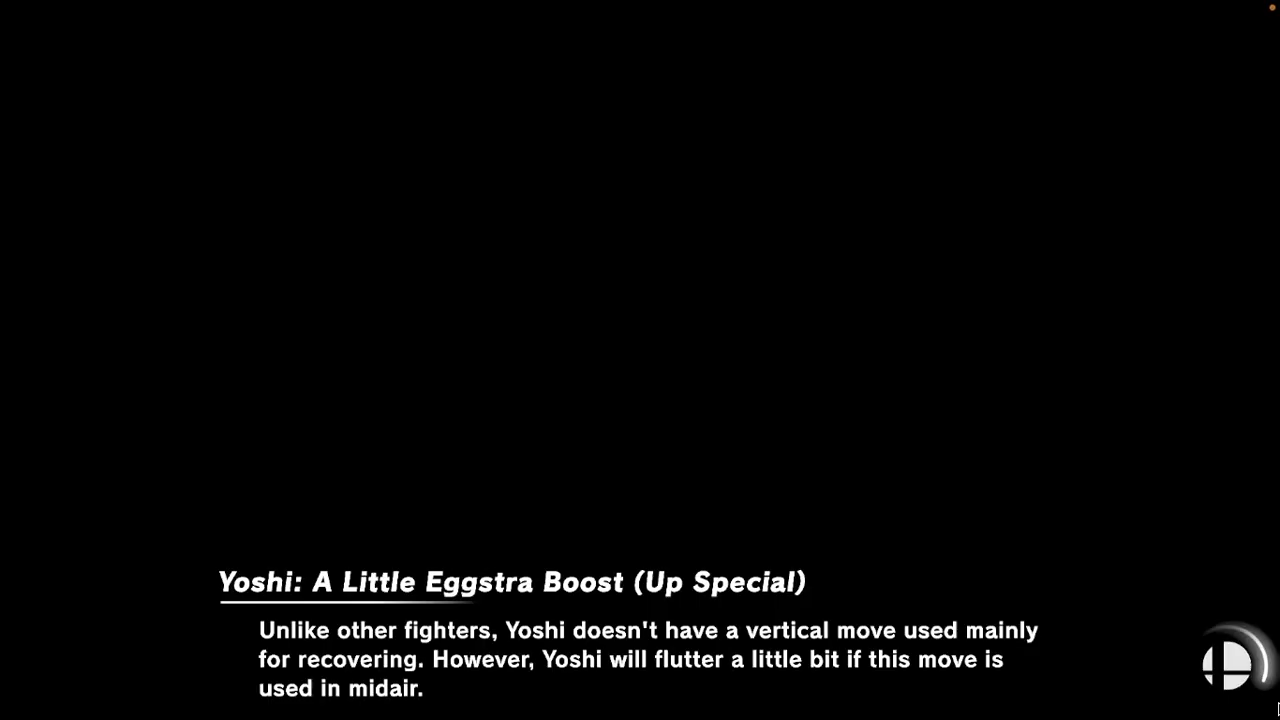 Yoshi: A Little Eggstra Boost (Up Special)
Unlike other fighters, Yoshi doesn't have a vertical move used mainly
for recovering. However, Yoshi will flutter a little bit if this move is
used in midair.